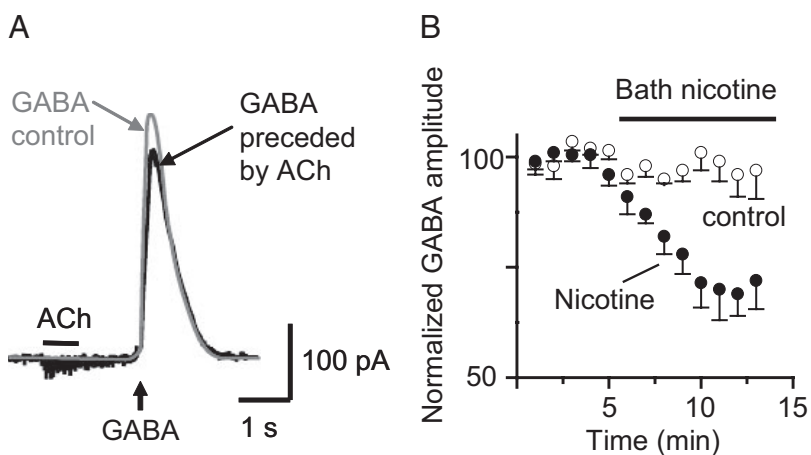 A
GABA
control
GABA
preceded
by ACh
ACh
100 pA
GABA
1 s
B
Bath nicotine
Normalized GABA amplitude
100
50
control
Nicotine
5
10
15
Time (min)